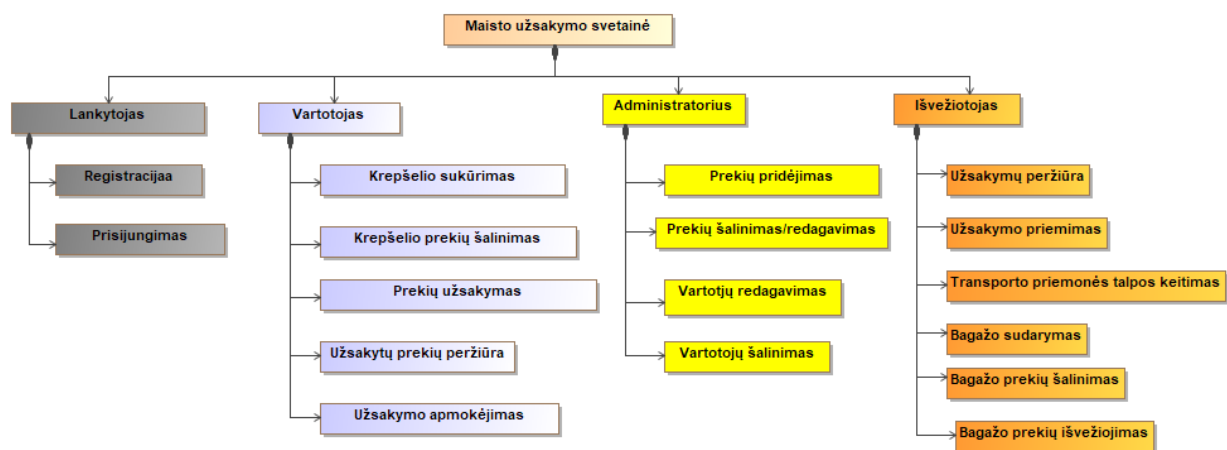 Maisto užsakymo svetainė
Lankytojas
Registracijaa
Prisijungimas
Vartotojas
Krepšelio sukūrimas
Krepšelio prekių šalinimas
Prekių užsakymas
Užsakytų prekių peržiūra
Užsakymo apmokėjimas
Administratorius
Prekių pridėjimas
Prekių šalinimas/redagavimas
Vartotjų redagavimas
Vartotojų šalinimas
Išvežiotojas
Užsakymų peržiūra
Užsakymo priemimas
Transporto priemonės talpos keitimas
Bagažo sudarymas
Bagažo prekių šalinimas
Bagažo prekių išvežiojimas